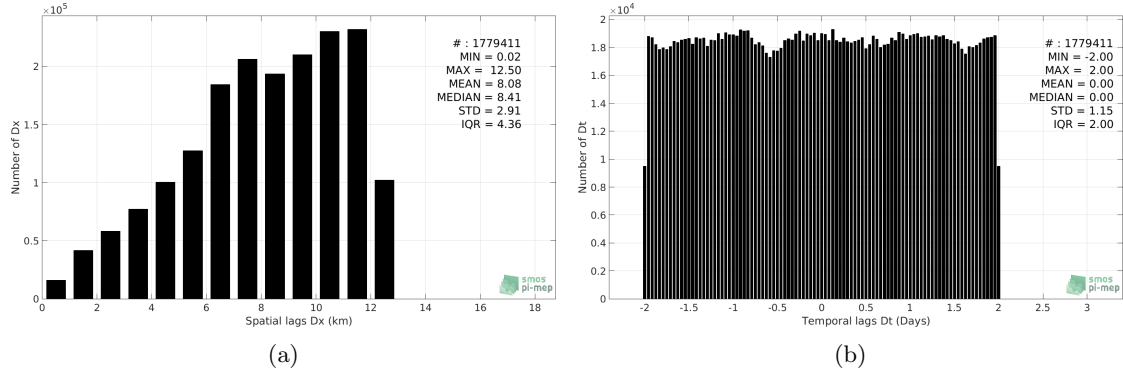 ×10⁵
2
1.5
1
0.5
0
Number of Dx
# : 1779411
MIN = 0.02
MAX = 12.50
MEAN = 8.08
MEDIAN = 8.41
STD = 2.91
IQR = 4.36
smos
pi-mep
0 2 4 6 8 10 12 14 16 18
Spatial lags Dx (km)
(a)
×10⁴
2
1.8
1.6
1.4
1.2
1
0.8
0.6
0.4
0.2
0
Number of Dt
# : 1779411
MIN = -2.00
MAX = 2.00
MEAN = 0.00
MEDIAN = 0.00
STD = 1.15
IQR = 2.00
smos
pi-mep
-2 -1.5 -1 -0.5 0 0.5 1 1.5 2 2.5 3
Temporal lags Dt (Days)
(b)